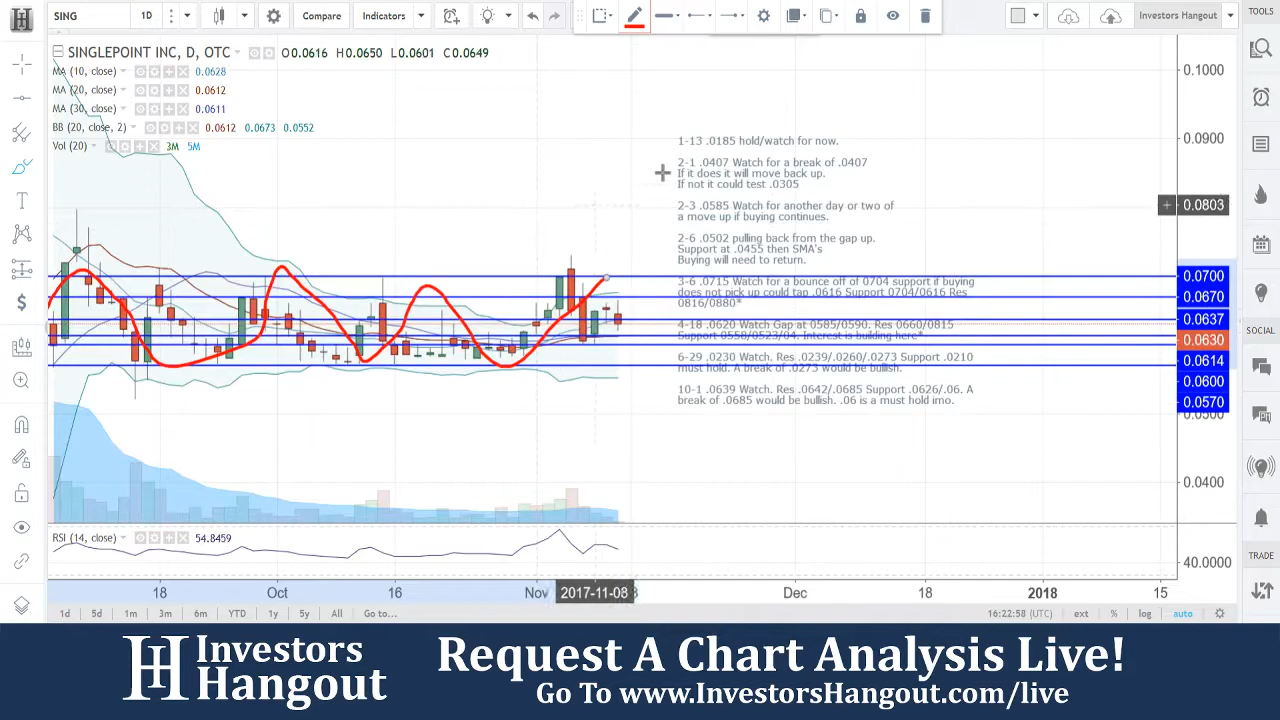 SING 1D Compare Indicators Investors Hangout TOOLS
SINGLEPOINT INC, D, OTC O0.0616 H0.0650 L0.0601 C0.0649
MA (10, close) 0.0628
MA (20, close) 0.0612
MA (30, close) 0.0611
BB (20, close, 2) 0.0612 0.0673 0.0552
Vol (20) 3M 5M
1-13 .0185 hold/watch for now.
2-1 .0407 Watch for a break of .0407
If it does it will move back up.
If not it could test .0305
2-3 .0585 Watch for another day or two of
a move up if buying continues.
2-6 .0502 pulling back from the gap up.
Support at .0455 then SMA's
Buying will need to return.
3-6 .0715 Watch for a bounce off of 0704 support if buying
does not pick up could tap .0616 Support 0704/0616 Res
0816/0880*
4-18 .0620 Watch Gap at 0585/0590. Res 0660/0815
Support 0558/0523/04. Interest is building here*
6-29 .0230 Watch. Res .0239/.0260/.0273 Support .0210
must hold. A break of .0273 would be bullish.
10-1 .0639 Watch. Res .0642/.0685 Support .0626/.06. A
break of .0685 would be bullish. .06 is a must hold imo.
0.1000
0.0900
0.0803
0.0700
0.0670
0.0637
0.0630
0.0614
0.0600
0.0570
0.0500
0.0400
SOCIAL
TRADE
RSI (14, close) 54.8459
40.0000
18 Oct 16 Nov 2017-11-08 Dec 18 2018 15
1d 5d 1m 3m 6m YTD 1y 5y All Go to... 16:22:58 (UTC) ext % log auto
Investors
Hangout
Request A Chart Analysis Live!
Go To www.InvestorsHangout.com/live